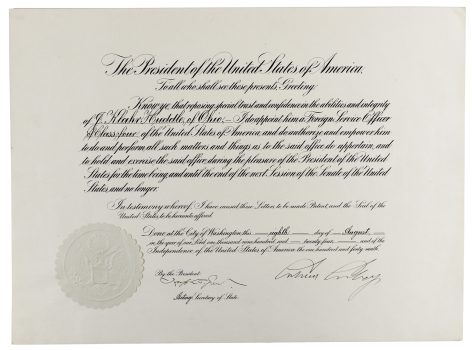 The President of the United States of America,
To all who shall see these presents, Greeting:
Know ye, that reposing special trust and confidence in the abilities and integrity
of J. Klahr Huddle, of Ohio, I do appoint him a Foreign Service Officer
of Class four of the United States of America, and do authorize and empower him
to do and perform all such matters and things as to the said office do appertain, and
to hold and exercise the said office during the pleasure of the President of the United
States for the time being, and until the end of the next Session of the Senate of the United
States, and no longer.
In testimony whereof, I have caused these Letters to be made Patent, and the Seal of the
United States to be hereunto affixed.
Done at the City of Washington this eighth day of August,
in the year of our Lord one thousand nine hundred and twenty-four, and of the
Independence of the United States of America the one hundred and forty-ninth.
By the President:
Acting Secretary of State.
Calvin Coolidge